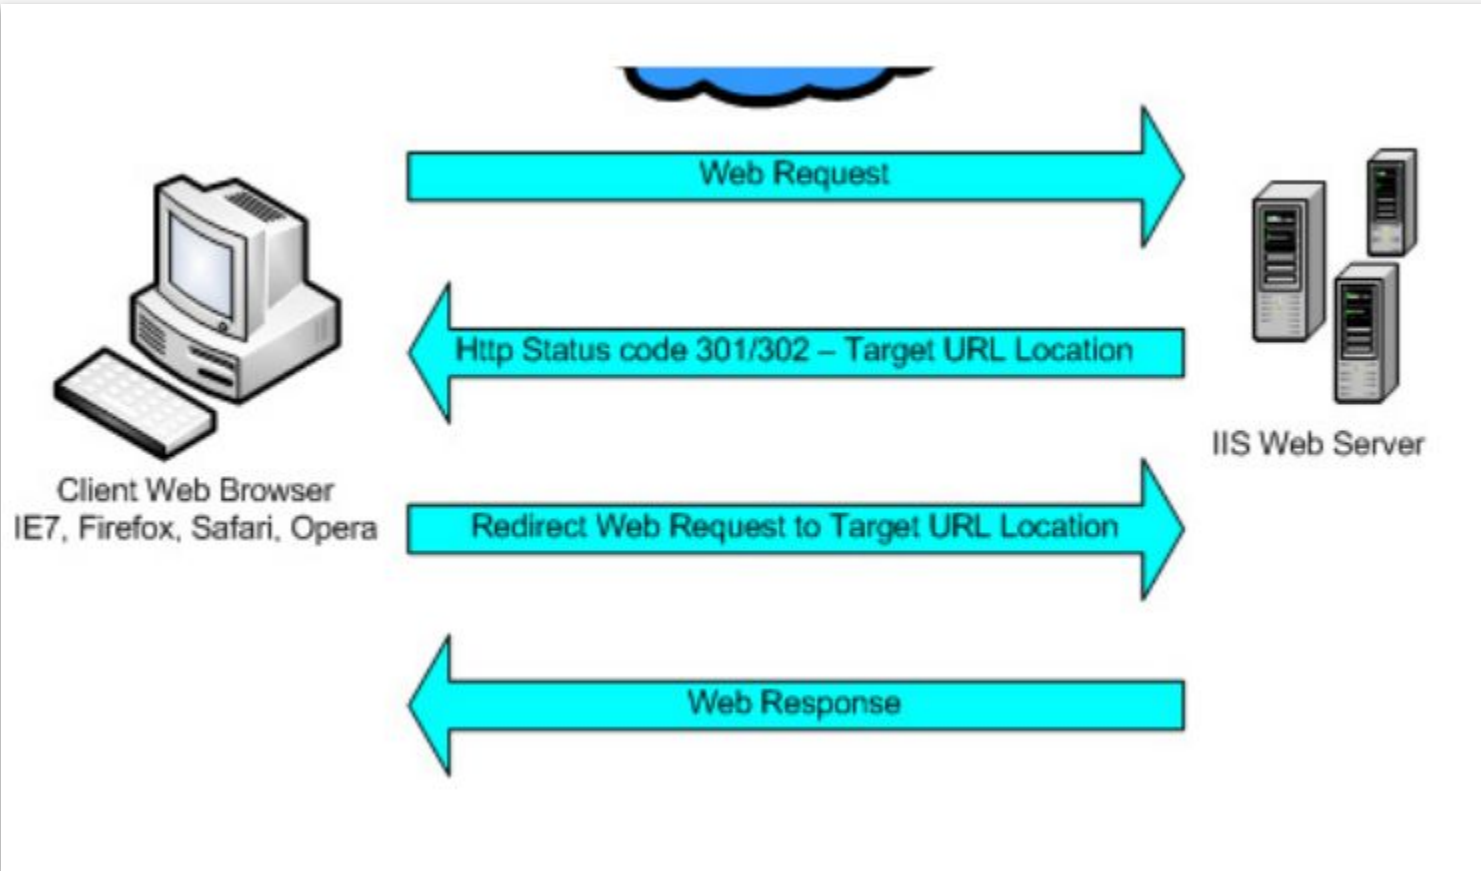 Web Request
Http Status code 301/302 – Target URL Location
IIS Web Server
Client Web Browser
IE7, Firefox, Safari, Opera
Redirect Web Request to Target URL Location
Web Response